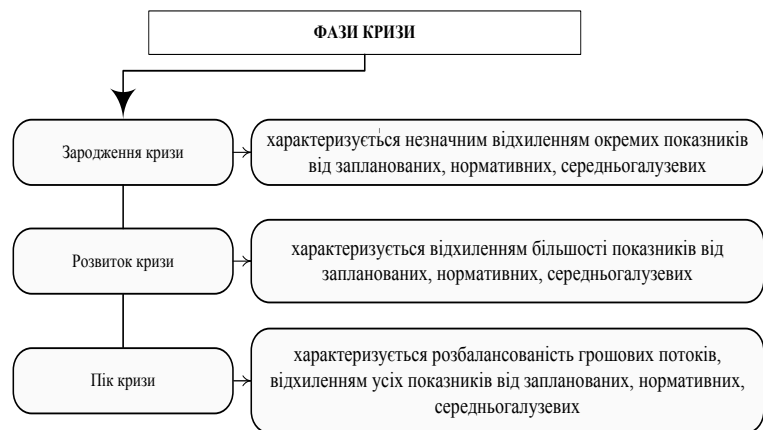 ФАЗИ КРИЗИ
Зародження кризи
характеризується незначним відхиленням окремих показників
від запланованих, нормативних, середньогалузевих
Розвиток кризи
характеризується відхиленням більшості показників від
запланованих, нормативних, середньогалузевих
Пік кризи
характеризується розбалансованість грошових потоків,
відхиленням усіх показників від запланованих, нормативних,
середньогалузевих